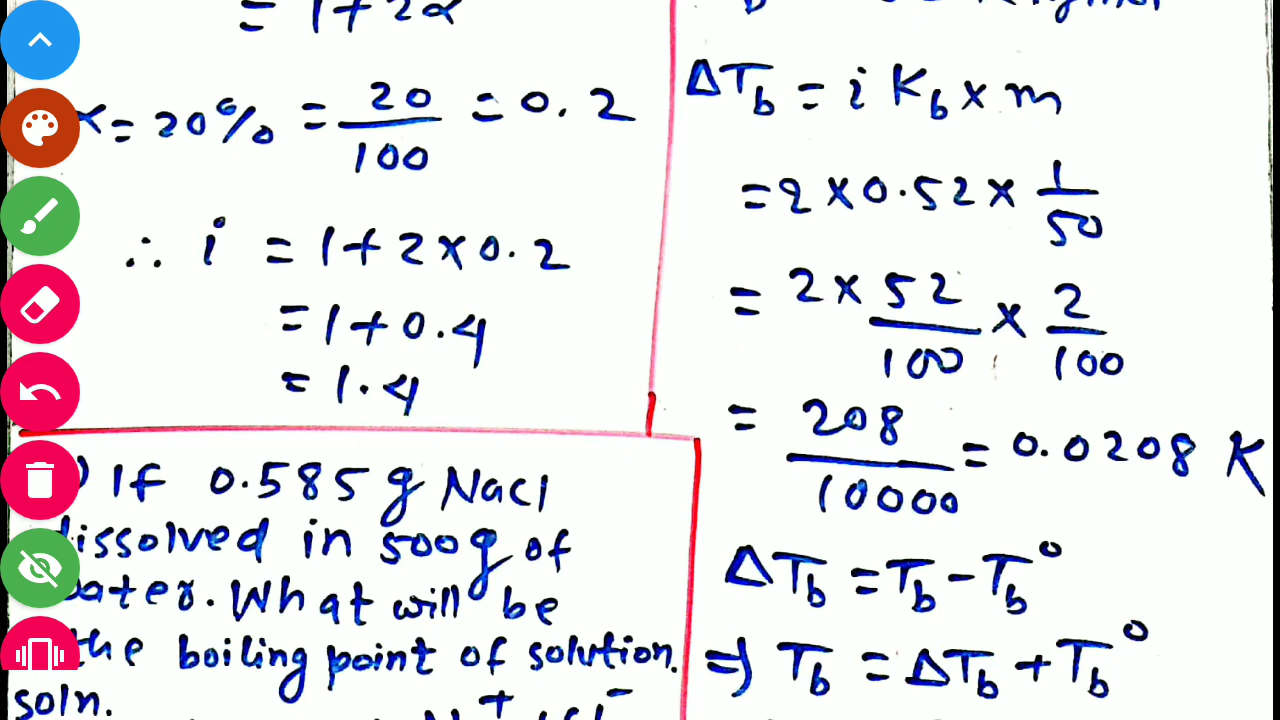 = 1+2α
α = 20% = 20/100 = 0.2
∴ i = 1+2×0.2
= 1+0.4
= 1.4
) If 0.585 g Nacl
dissolved in 500g of
water. What will be
the boiling point of solution.
soln.
ΔTb = i Kb × m
= 2 × 0.52 × 1/50
= 2 × 52/100 × 2/100
= 208/10000 = 0.0208 K
ΔTb = Tb - Tb°
⇒ Tb = ΔTb + Tb°